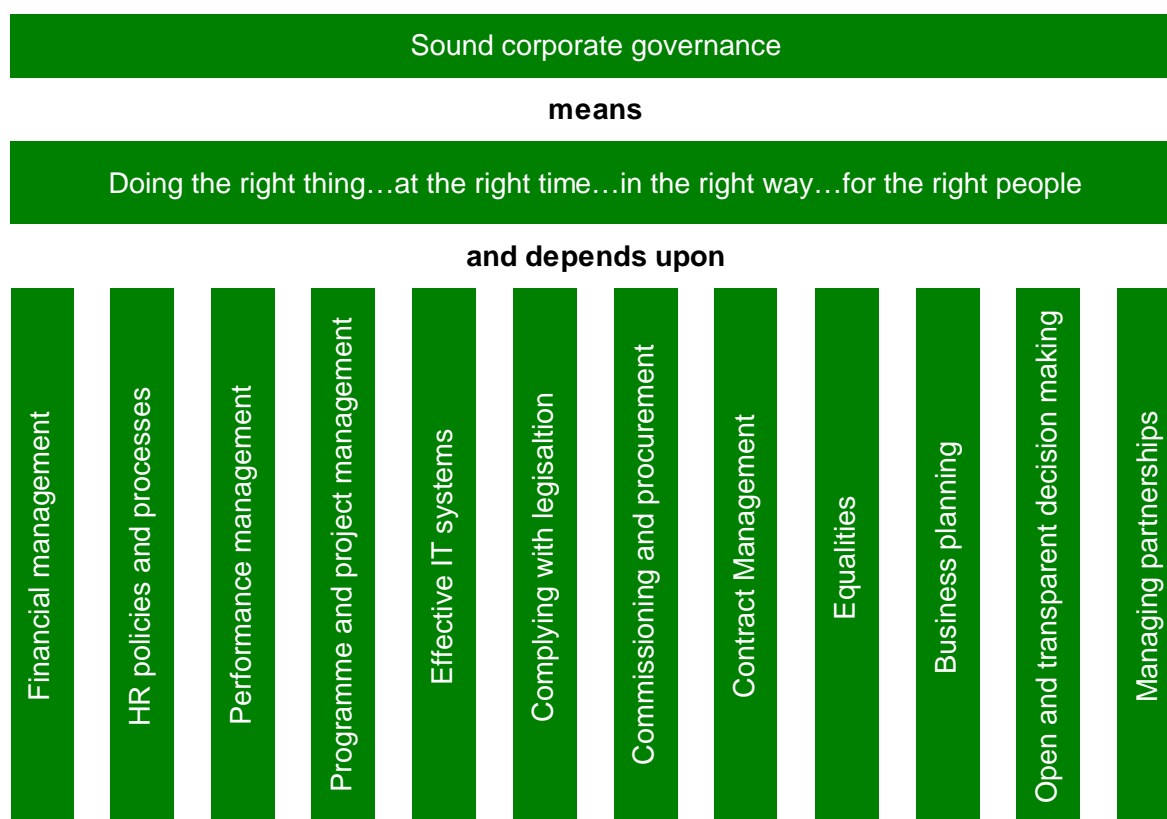 Sound corporate governance
means
Doing the right thing…at the right time…in the right way…for the right people
and depends upon
Financial management
HR policies and processes
Performance management
Programme and project management
Effective IT systems
Complying with legisaltion
Commissioning and procurement
Contract Management
Equalities
Business planning
Open and transparent decision making
Managing partnerships